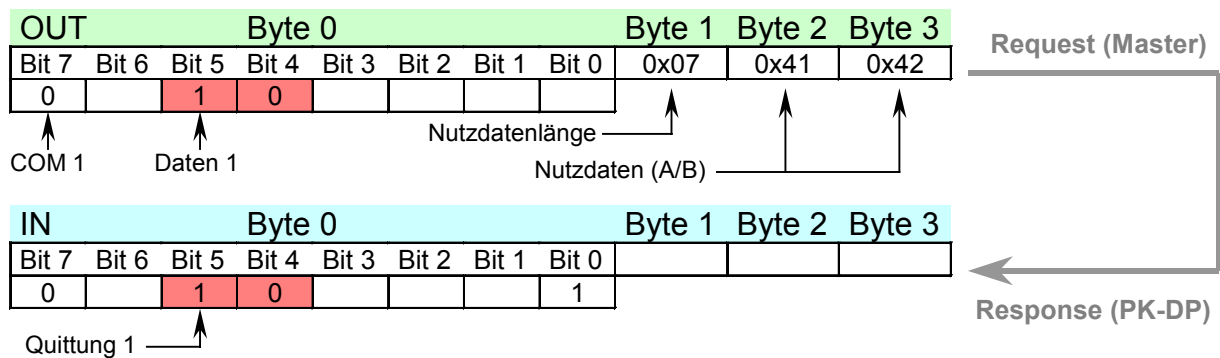 OUT Byte 0 Byte 1 Byte 2 Byte 3
Bit 7 Bit 6 Bit 5 Bit 4 Bit 3 Bit 2 Bit 1 Bit 0 0x07 0x41 0x42
0 1 0
Request (Master)
Nutzdatenlänge
COM 1 Daten 1 Nutzdaten (A/B)
IN Byte 0 Byte 1 Byte 2 Byte 3
Bit 7 Bit 6 Bit 5 Bit 4 Bit 3 Bit 2 Bit 1 Bit 0
0 1 0 1
Response (PK-DP)
Quittung 1